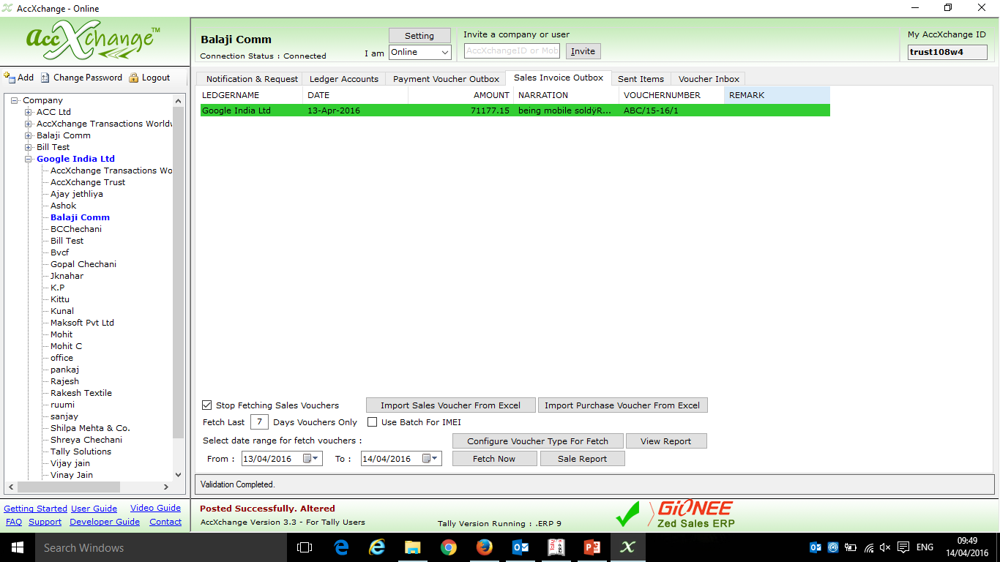 AccXchange - Online
accXchange™
Add Change Password Logout
Company
ACC Ltd
AccXchange Transactions Worldw
Balaji Comm
Bill Test
Google India Ltd
AccXchange Transactions Wo
AccXchange Trust
Ajay jethliya
Ashok
Balaji Comm
BCChechani
Bill Test
Bvcf
Gopal Chechani
Jknahar
K.P
Kittu
Kunal
Maksoft Pvt Ltd
Mohit
Mohit C
office
pankaj
Rajesh
Rakesh Textile
ruumi
sanjay
Shilpa Mehta & Co.
Shreya Chechani
Tally Solutions
Vijay jain
Vinay Jain
Getting Started User Guide Video Guide
FAQ Support Developer Guide Contact
Balaji Comm
Connection Status : Connected
Setting
I am Online
Invite a company or user
AccXchangeID or Mob Invite
My AccXchange ID
trust108w4
Notification & Request Ledger Accounts Payment Voucher Outbox Sales Invoice Outbox Sent Items Voucher Inbox
LEDGERNAME DATE AMOUNT NARRATION VOUCHERNUMBER REMARK
Google India Ltd 13-Apr-2016 71177.15 being mobile soldÿR... ABC/15-16/1
Stop Fetching Sales Vouchers Import Sales Voucher From Excel Import Purchase Voucher From Excel
Fetch Last 7 Days Vouchers Only Use Batch For IMEI
Select date range for fetch vouchers : Configure Voucher Type For Fetch View Report
From : 13/04/2016 To : 14/04/2016 Fetch Now Sale Report
Validation Completed.
Posted Successfully. Altered
AccXchange Version 3.3 - For Tally Users
Tally Version Running : .ERP 9
GIONEE
Zed Sales ERP
Search Windows
Tally ERP 9
ENG
09:49
14/04/2016